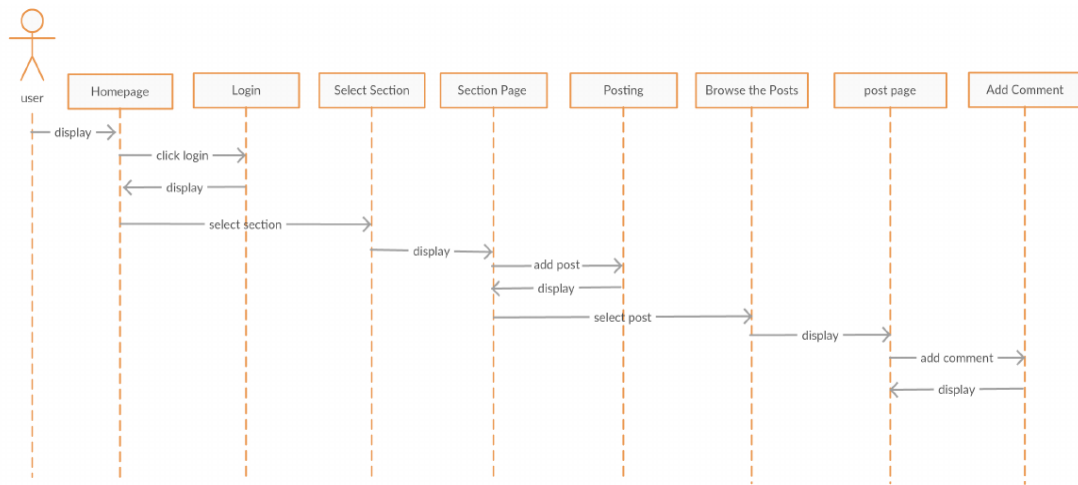 user
Homepage
Login
Select Section
Section Page
Posting
Browse the Posts
post page
Add Comment
display
click login
display
select section
display
add post
display
select post
display
add comment
display